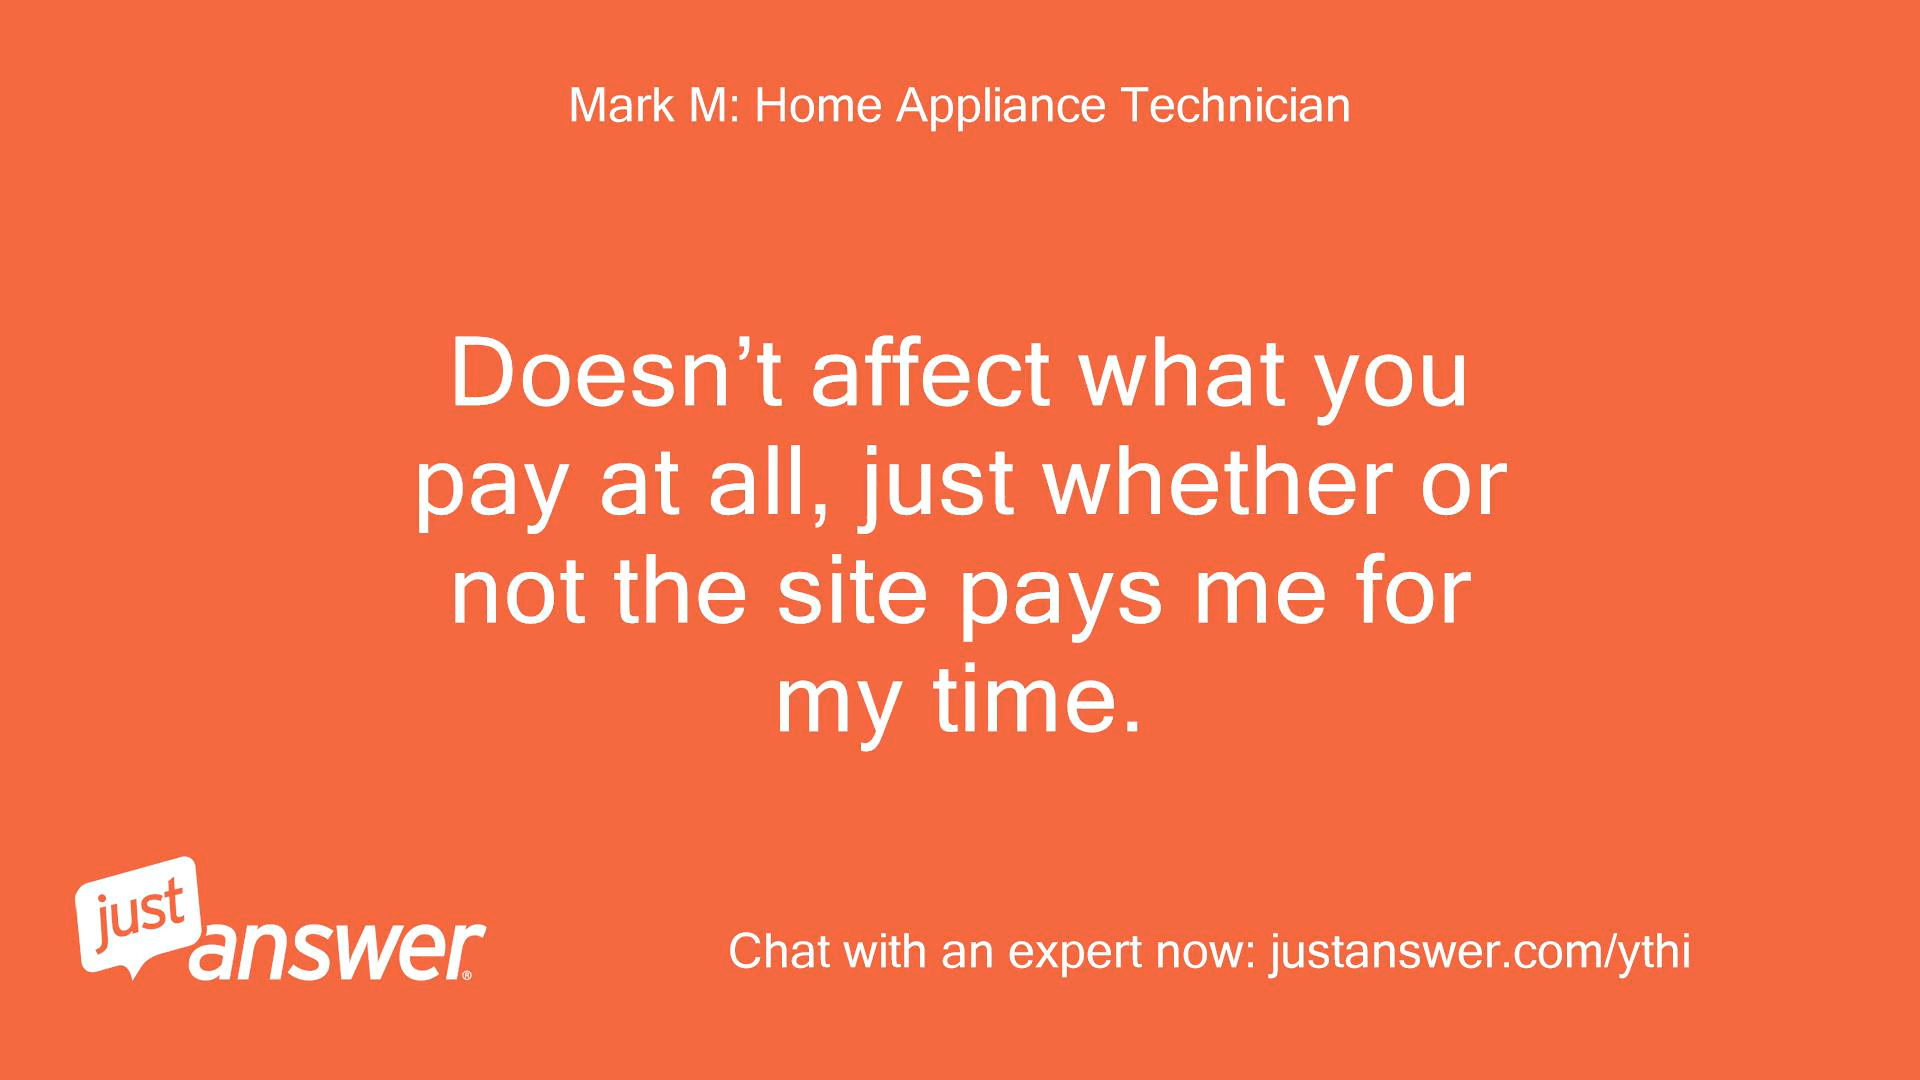 Mark M: Home Appliance Technician
Doesn’t affect what you
pay at all, just whether or
not the site pays me for
my time.
just
answer®
Chat with an expert now: justanswer.com/ythi